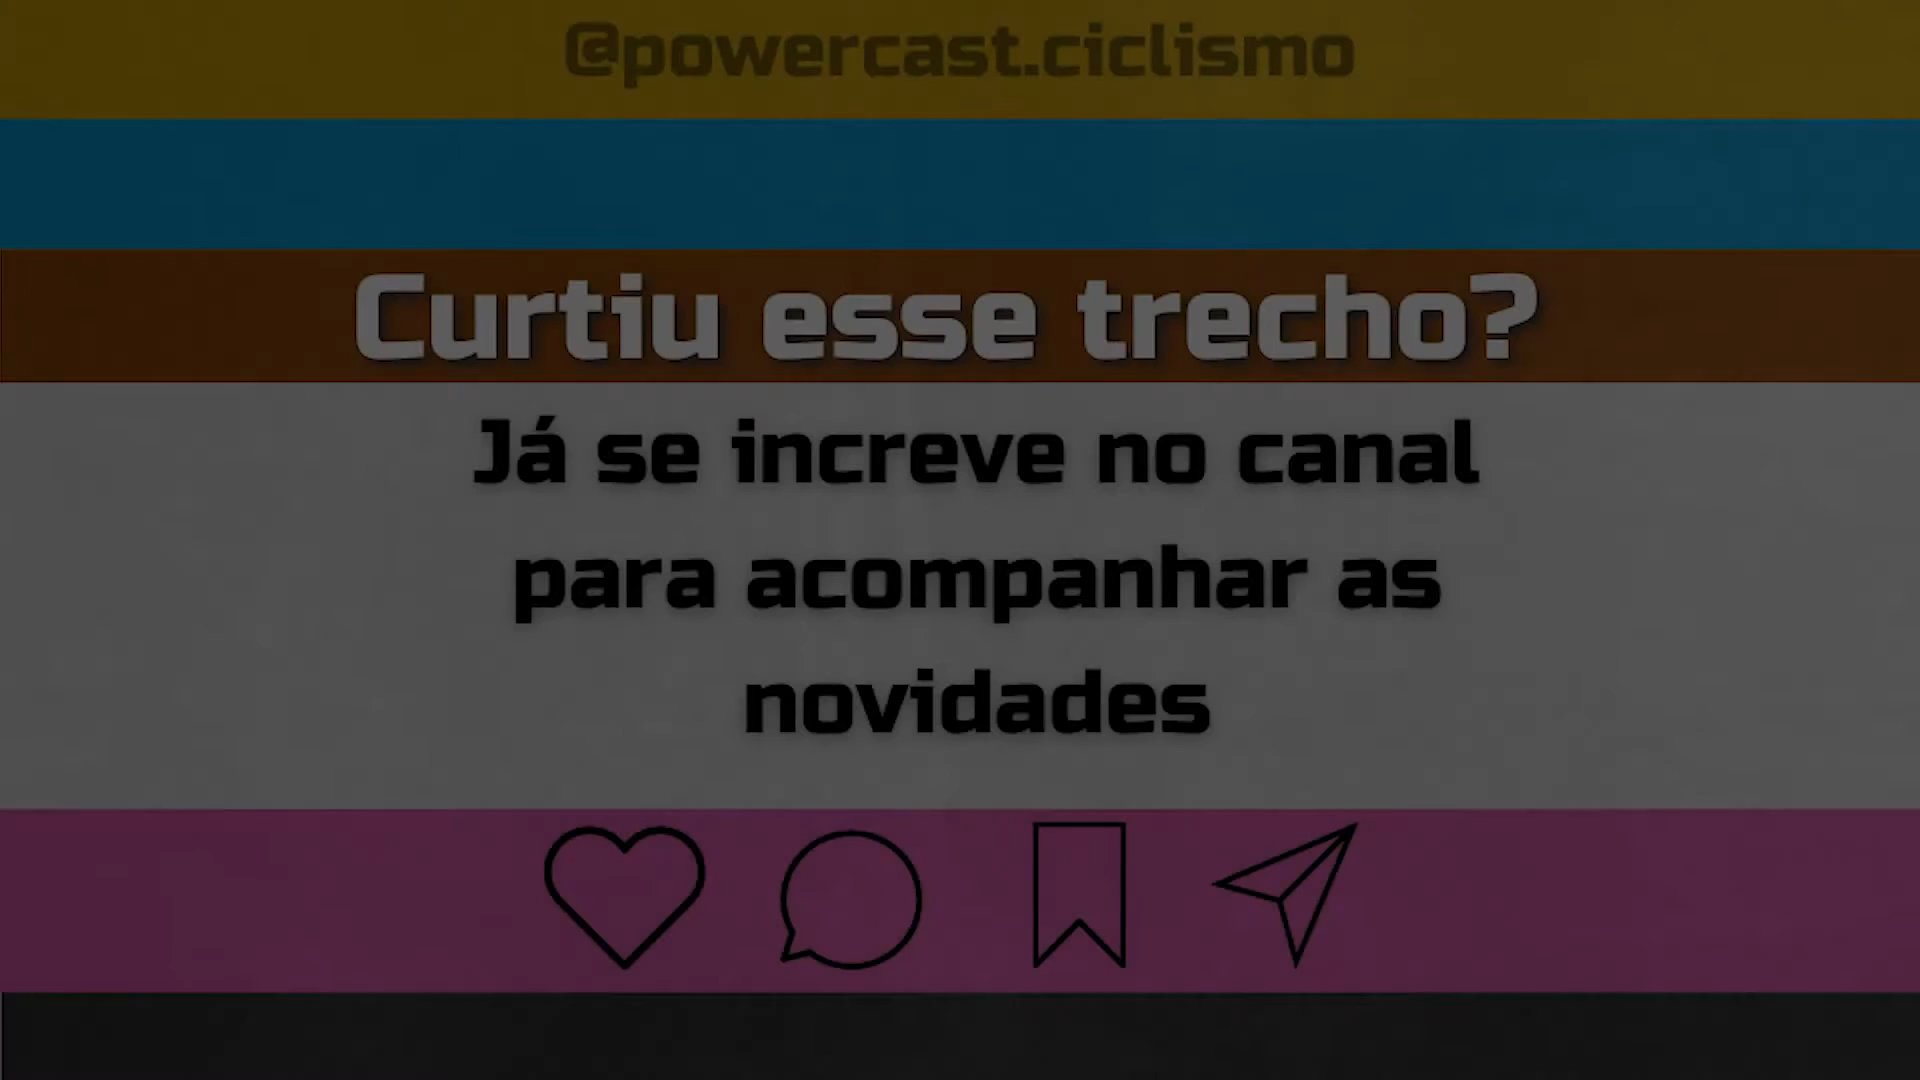 @powercast.ciclismo
Curtiu esse trecho?
Já se increve no canal
para acompanhar as
novidades